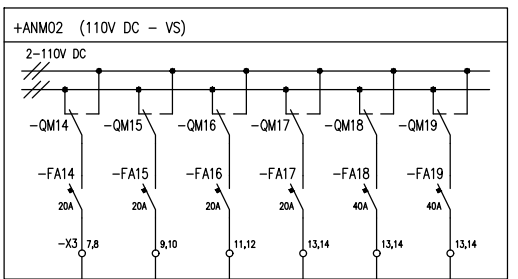 +ANM02 (110V DC - VS)
2-110V DC
-QM14 -QM15 -QM16 -QM17 -QM18 -QM19
-FA14 -FA15 -FA16 -FA17 -FA18 -FA19
20A 20A 20A 20A 40A 40A
-X3 7,8 9,10 11,12 13,14 13,14 13,14